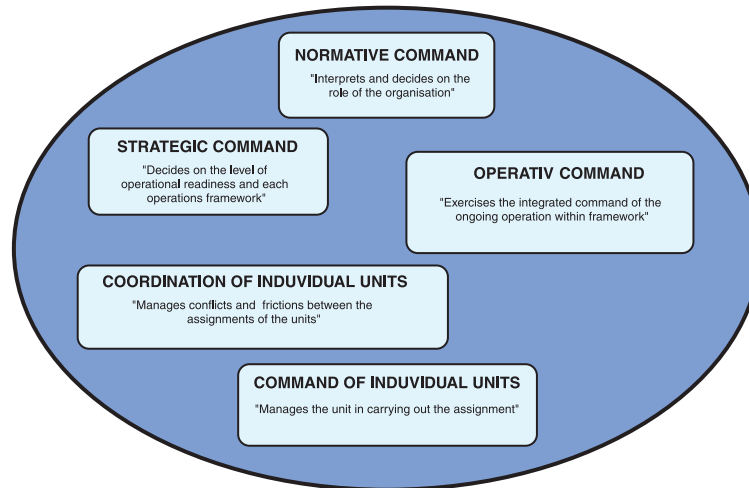 NORMATIVE COMMAND
"Interprets and decides on the
role of the organisation"
STRATEGIC COMMAND
"Decides on the level of
operational readiness and each
operations framework"
OPERATIV COMMAND
"Exercises the integrated command of the
ongoing operation within framework"
COORDINATION OF INDUVIDUAL UNITS
"Manages conflicts and frictions between the
assignments of the units"
COMMAND OF INDUVIDUAL UNITS
"Manages the unit in carrying out the assignment"